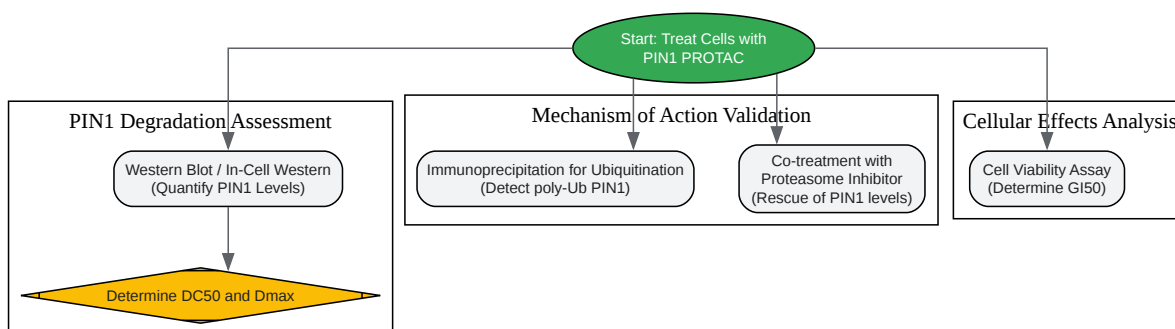 Start: Treat Cells with
PIN1 PROTAC
PIN1 Degradation Assessment
Western Blot / In-Cell Western
(Quantify PIN1 Levels)
Determine DC50 and Dmax
Mechanism of Action Validation
Immunoprecipitation for Ubiquitination
(Detect poly-Ub PIN1)
Co-treatment with
Proteasome Inhibitor
(Rescue of PIN1 levels)
Cellular Effects Analysis
Cell Viability Assay
(Determine GI50)